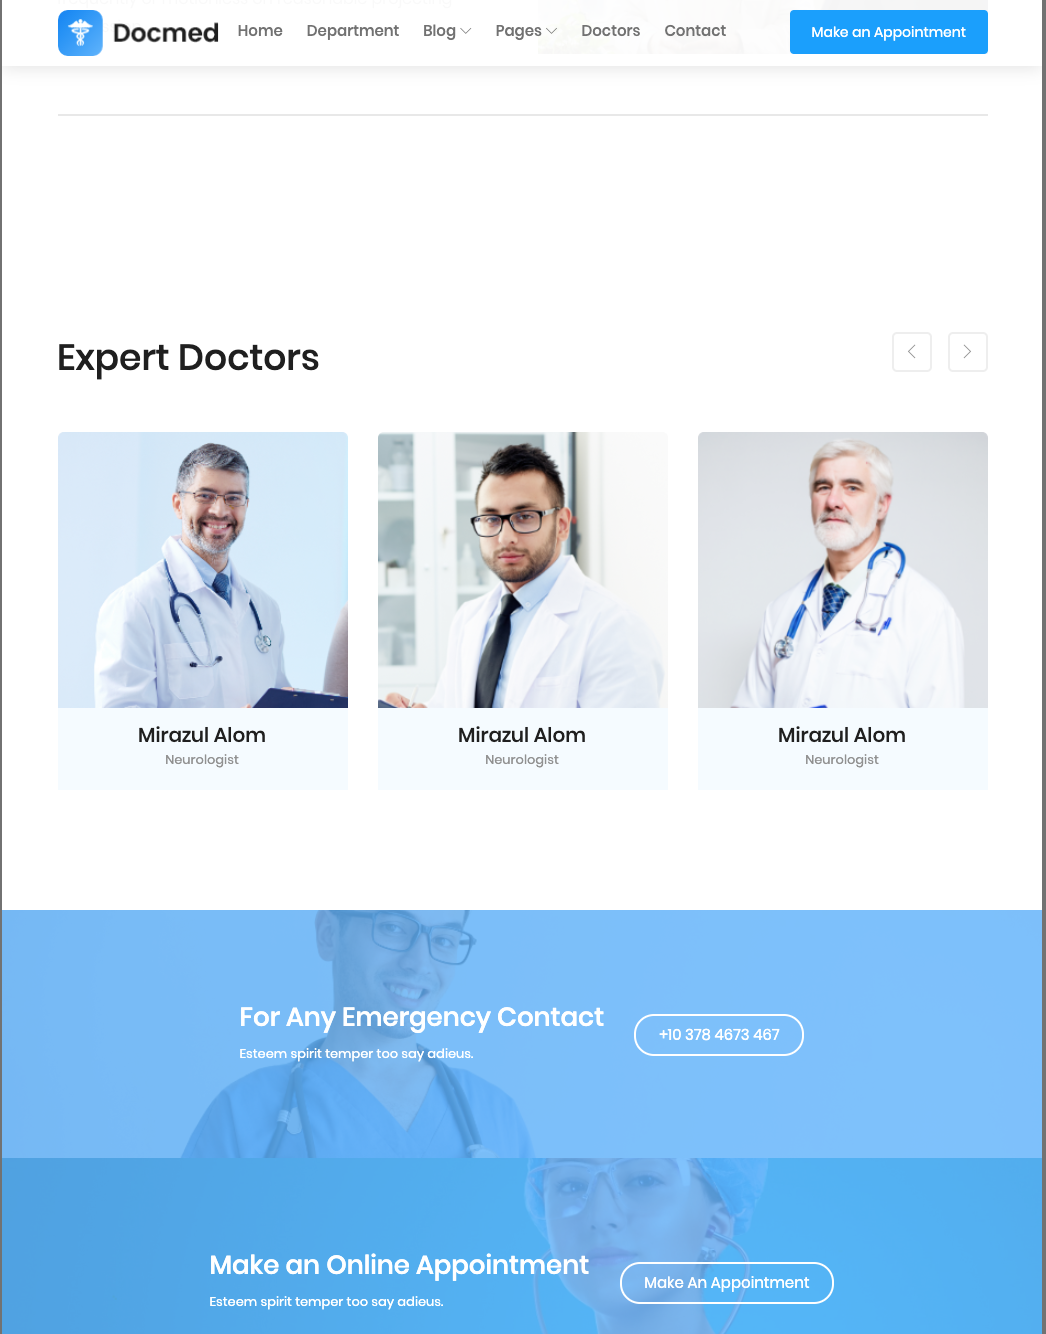 Docmed
Home Department Blog Pages Doctors Contact
Make an Appointment
Expert Doctors
Mirazul Alom
Neurologist
Mirazul Alom
Neurologist
Mirazul Alom
Neurologist
For Any Emergency Contact
Esteem spirit temper too say adieus.
+10 378 4673 467
Make an Online Appointment
Esteem spirit temper too say adieus.
Make An Appointment